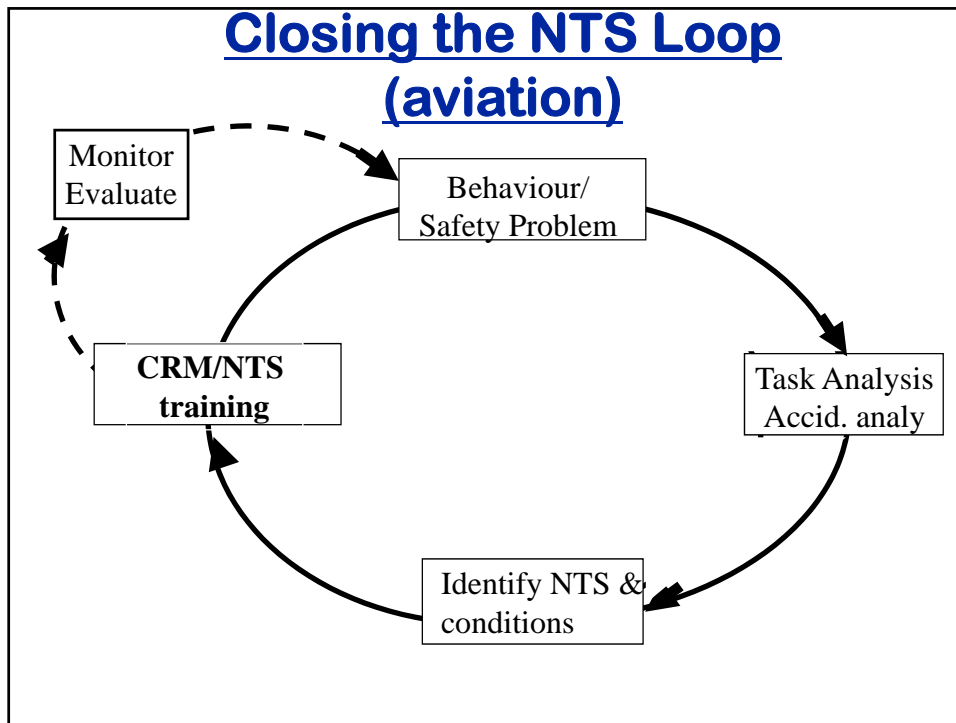 Closing the NTS Loop
(aviation)
Monitor
Evaluate
Behaviour/
Safety Problem
CRM/NTS
training
Task Analysis
Accid. analy
Identify NTS &
conditions